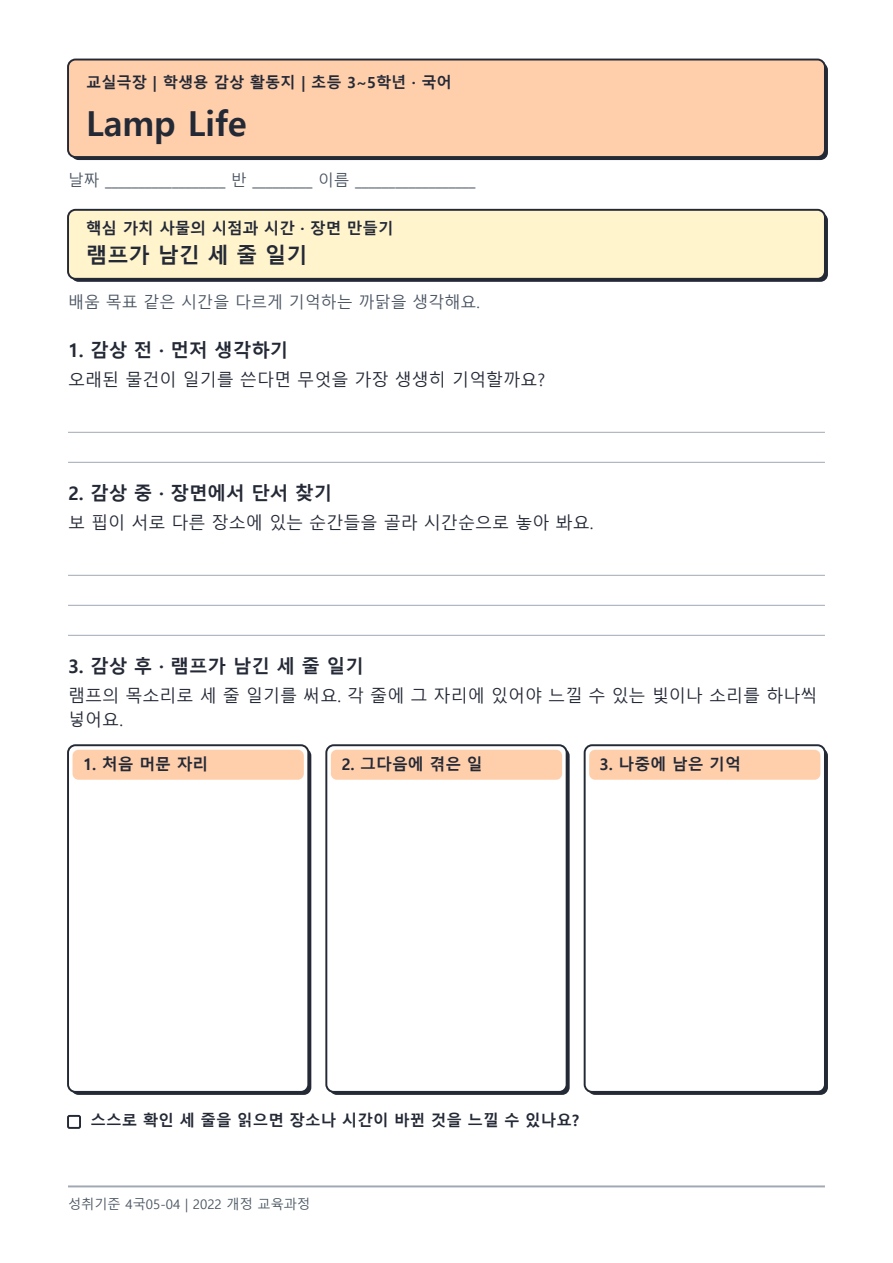 교실극장 | 학생용 감상 활동지 | 초등 3~5학년 · 국어
Lamp Life
날짜 _______________ 반 _______ 이름 _______________
핵심 가치 사물의 시점과 시간 · 장면 만들기
램프가 남긴 세 줄 일기
배움 목표 같은 시간을 다르게 기억하는 까닭을 생각해요.
1. 감상 전 · 먼저 생각하기
오래된 물건이 일기를 쓴다면 무엇을 가장 생생히 기억할까요?
2. 감상 중 · 장면에서 단서 찾기
보 핍이 서로 다른 장소에 있는 순간들을 골라 시간순으로 놓아 봐요.
3. 감상 후 · 램프가 남긴 세 줄 일기
램프의 목소리로 세 줄 일기를 써요. 각 줄에 그 자리에 있어야 느낄 수 있는 빛이나 소리를 하나씩
넣어요.
1. 처음 머문 자리
2. 그다음에 겪은 일
3. 나중에 남은 기억
스스로 확인 세 줄을 읽으면 장소나 시간이 바뀐 것을 느낄 수 있나요?
성취기준 4국05-04 | 2022 개정 교육과정